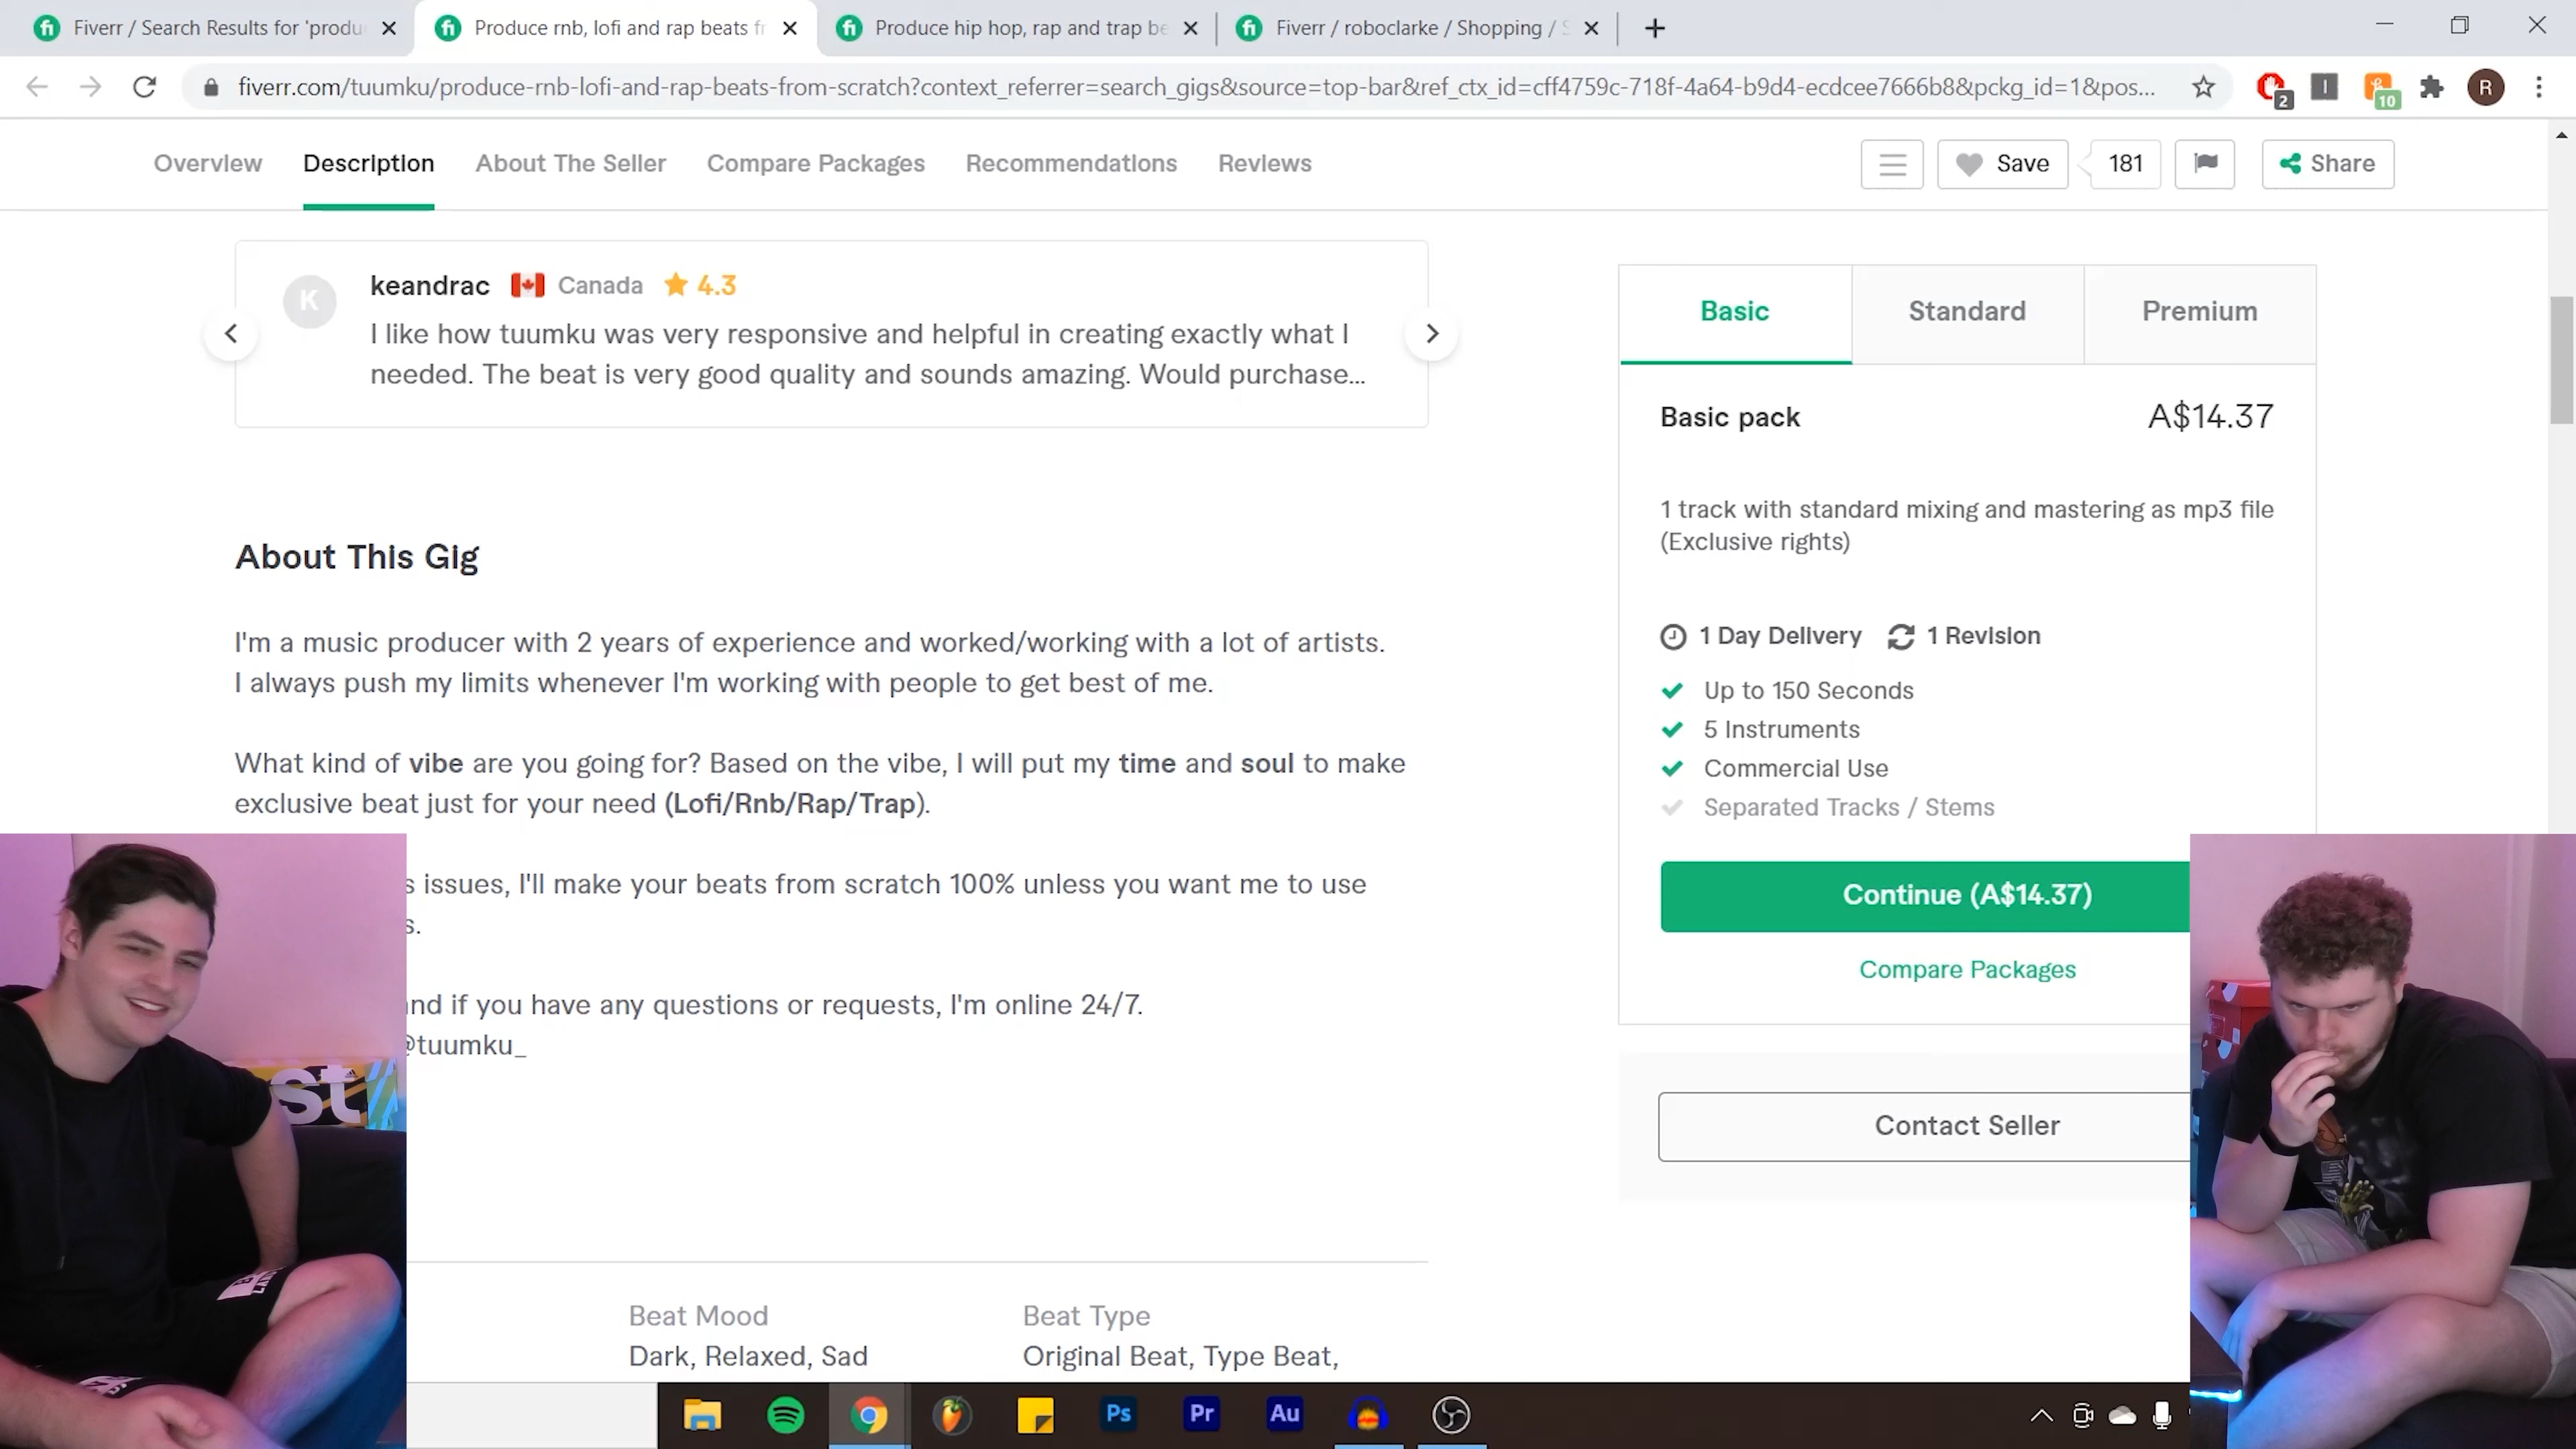 Fiverr / Search Results for 'produ
Produce rnb, lofi and rap beats fr
Produce hip hop, rap and trap be
Fiverr / roboclarke / Shopping / S
fiverr.com/tuumku/produce-rnb-lofi-and-rap-beats-from-scratch?context_referrer=search_gigs&source=top-bar&ref_ctx_id=cff4759c-718f-4a64-b9d4-ecdcee7666b8&pckg_id=1&pos...
2
10
R
Overview
Description
About The Seller
Compare Packages
Recommendations
Reviews
Save
181
Share
K
keandrac Canada 4.3
I like how tuumku was very responsive and helpful in creating exactly what I
needed. The beat is very good quality and sounds amazing. Would purchase...
About This Gig
I'm a music producer with 2 years of experience and worked/working with a lot of artists.
I always push my limits whenever I'm working with people to get best of me.
What kind of vibe are you going for? Based on the vibe, I will put my time and soul to make
exclusive beat just for your need (Lofi/Rnb/Rap/Trap).
s issues, I'll make your beats from scratch 100% unless you want me to use
s.
nd if you have any questions or requests, I'm online 24/7.
@tuumku_
Beat Mood
Dark, Relaxed, Sad
Beat Type
Original Beat, Type Beat,
Basic
Standard
Premium
Basic pack
A$14.37
1 track with standard mixing and mastering as mp3 file
(Exclusive rights)
1 Day Delivery
1 Revision
Up to 150 Seconds
5 Instruments
Commercial Use
Separated Tracks / Stems
Continue (A$14.37)
Compare Packages
Contact Seller
st
Ps
Pr
Au